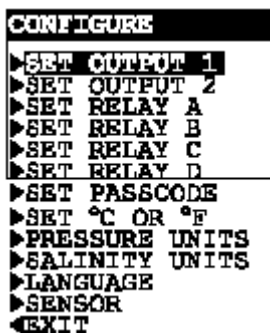 CONFIGURE
SET OUTPUT 1
SET OUTPUT 2
SET RELAY A
SET RELAY B
SET RELAY C
SET RELAY D
SET PASSCODE
SET °C OR °F
PRESSURE UNITS
SALINITY UNITS
LANGUAGE
SENSOR
EXIT